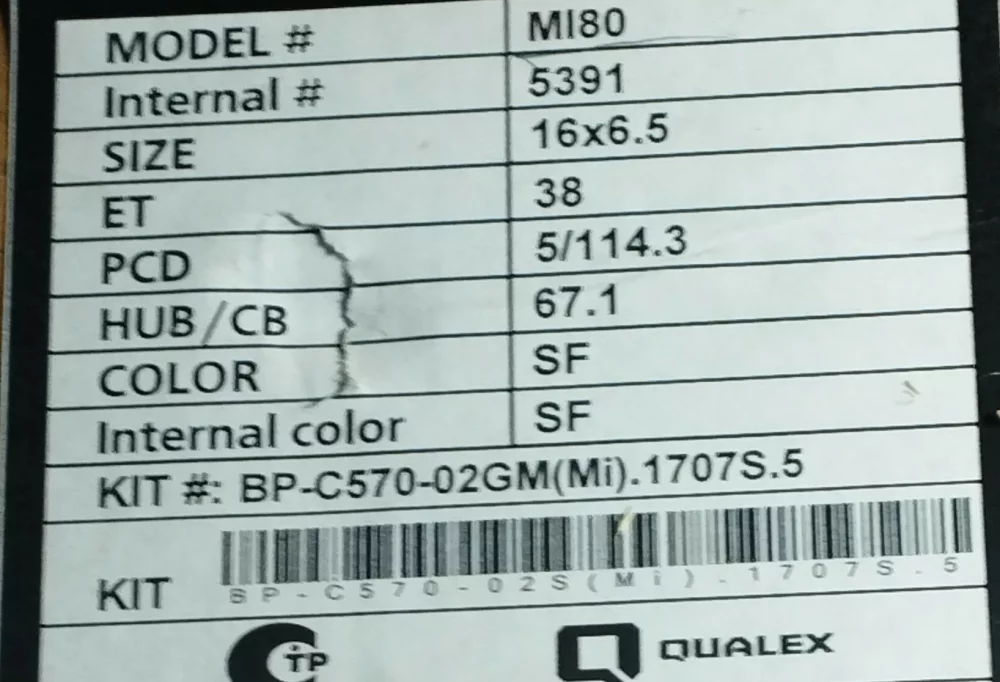 MODEL # MI80
Internal # 5391
SIZE 16x6.5
ET 38
PCD 5/114.3
HUB/CB 67.1
COLOR SF
Internal color SF
KIT #: BP-C570-02GM(Mi).1707S.5
BP-C570-02S(Mi).1707S.5
KIT
TP QUALEX